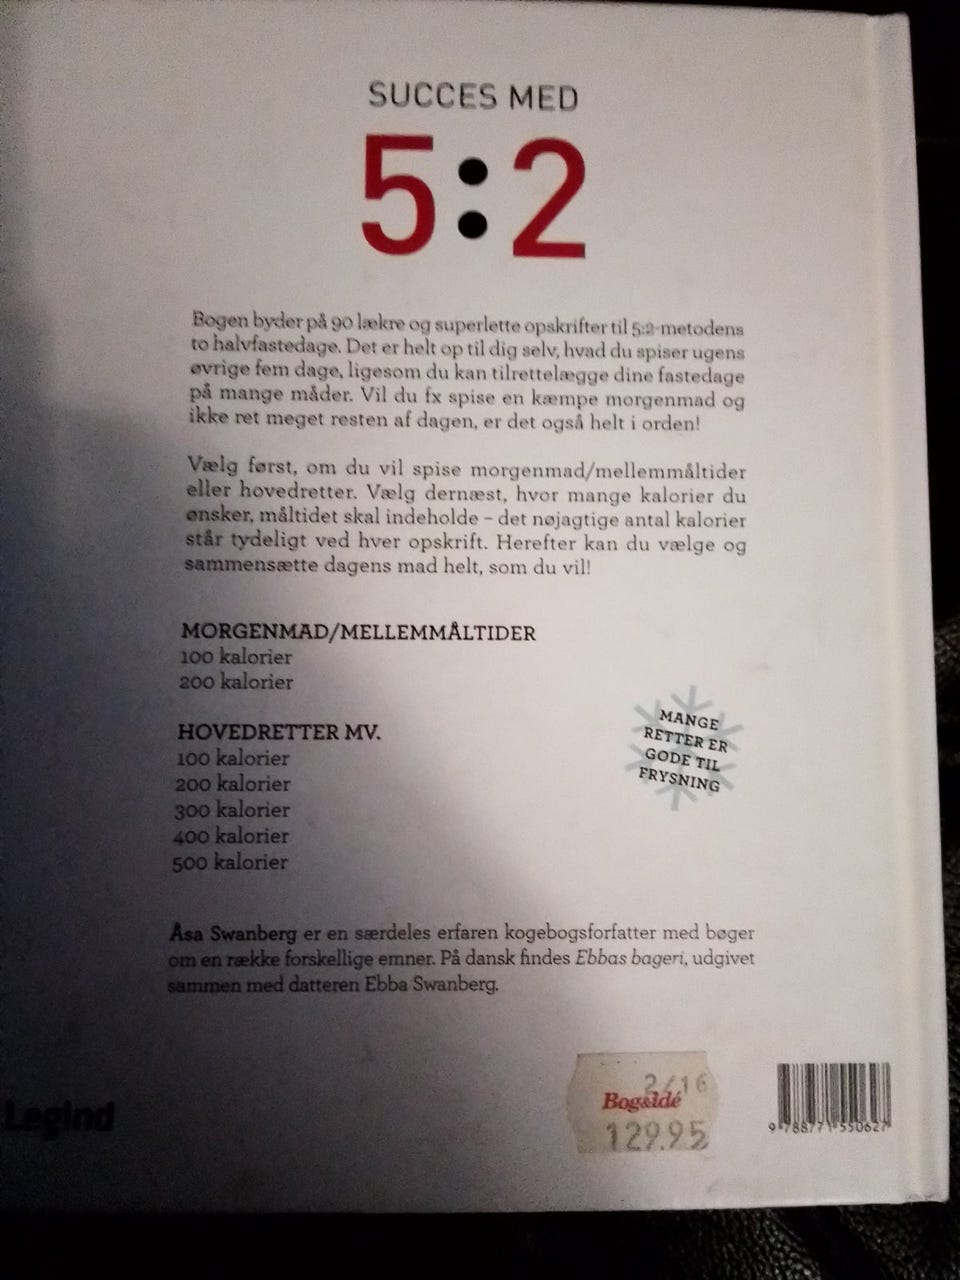 SUCCES MED
5:2
Bogen byder på 90 lækre og superlette opskrifter til 5:2-metodens
to halvfastedage. Det er helt op til dig selv, hvad du spiser ugens
øvrige fem dage, ligesom du kan tilrettelægge dine fastedage
på mange måder. Vil du fx spise en kæmpe morgenmad og
ikke ret meget resten af dagen, er det også helt i orden!
Vælg først, om du vil spise morgenmad/mellemmåltider
eller hovedretter. Vælg dernæst, hvor mange kalorier du
ønsker, måltidet skal indeholde – det nøjagtige antal kalorier
står tydeligt ved hver opskrift. Herefter kan du vælge og
sammensætte dagens mad helt, som du vil!
MORGENMAD/MELLEMMÅLTIDER
100 kalorier
200 kalorier
HOVEDRETTER MV.
100 kalorier
200 kalorier
300 kalorier
400 kalorier
500 kalorier
MANGE
RETTER ER
GODE TIL
FRYSNING
Åsa Swanberg er en særdeles erfaren kogebogsforfatter med bøger
om en række forskellige emner. På dansk findes Ebbas bageri, udgivet
sammen med datteren Ebba Swanberg.
Legind
2/16
Bog&idé
129.95
9 788771 550627